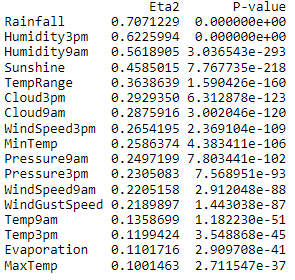 Eta2 P-value
Rainfall 0.7071229 0.000000e+00
Humidity3pm 0.6225994 0.000000e+00
Humidity9am 0.5618905 3.036543e-293
Sunshine 0.4585015 7.767735e-218
TempRange 0.3638639 1.590426e-160
Cloud3pm 0.2929350 6.312878e-123
Cloud9am 0.2875916 3.002046e-120
WindSpeed3pm 0.2654195 2.369104e-109
MinTemp 0.2586374 4.383411e-106
Pressure9am 0.2497199 7.803441e-102
Pressure3pm 0.2305083 7.568951e-93
WindSpeed9am 0.2205158 2.912048e-88
WindGustSpeed 0.2189897 1.443038e-87
Temp9am 0.1358699 1.182230e-51
Temp3pm 0.1199424 3.548868e-45
Evaporation 0.1101716 2.909708e-41
MaxTemp 0.1001463 2.711547e-37